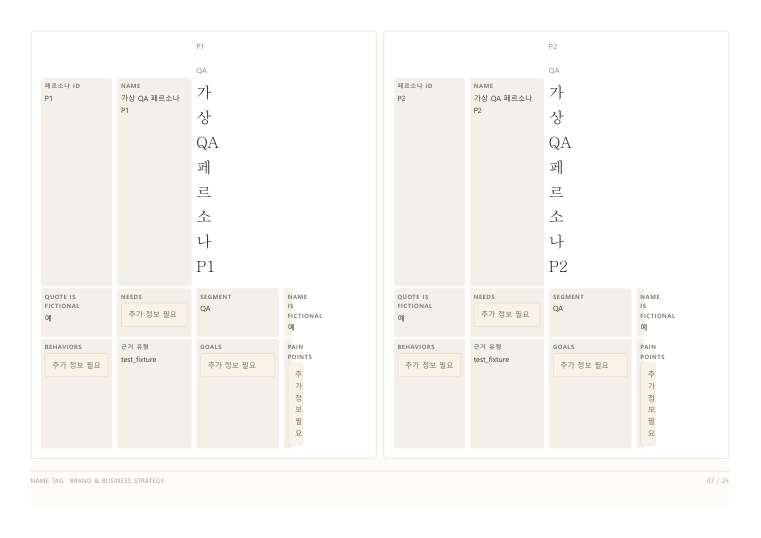 P1
·
QA
페르소나 ID
P1
NAME
가상 QA 페르소나
P1
가
상
QA
페
르
소
나
P1
QUOTE IS
FICTIONAL
예
NEEDS
추가 정보 필요
SEGMENT
QA
NAME
IS
FICTIONAL
예
BEHAVIORS
추가 정보 필요
근거 유형
test_fixture
GOALS
추가 정보 필요
PAIN
POINTS
추
가
정
보
필
요
P2
·
QA
페르소나 ID
P2
NAME
가상 QA 페르소나
P2
가
상
QA
페
르
소
나
P2
QUOTE IS
FICTIONAL
예
NEEDS
추가 정보 필요
SEGMENT
QA
NAME
IS
FICTIONAL
예
BEHAVIORS
추가 정보 필요
근거 유형
test_fixture
GOALS
추가 정보 필요
PAIN
POINTS
추
가
정
보
필
요
NAME TAG · BRAND & BUSINESS STRATEGY
07 / 25